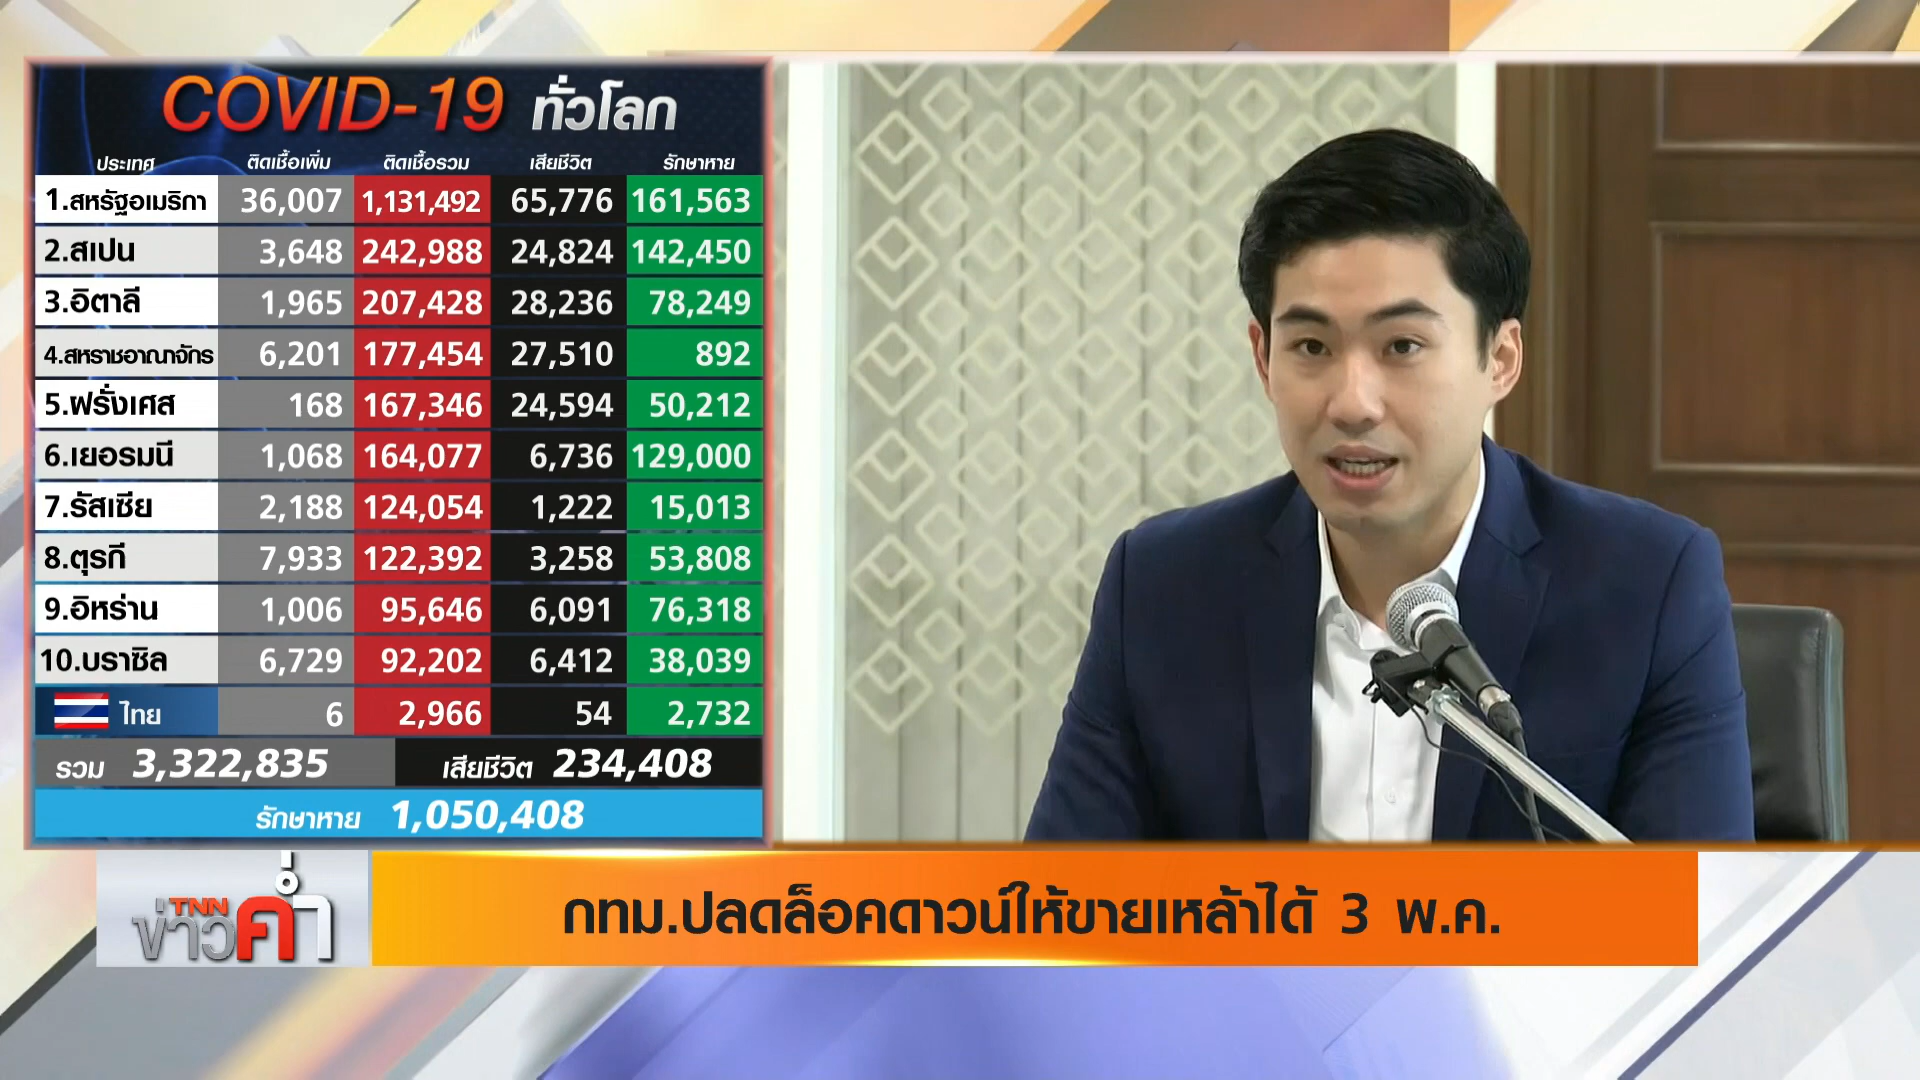 COVID-19 ทั่วโลก
ประเทศ ติดเชื้อเพิ่ม ติดเชื้อรวม เสียชีวิต รักษาหาย
1.สหรัฐอเมริกา 36,007 1,131,492 65,776 161,563
2.สเปน 3,648 242,988 24,824 142,450
3.อิตาลี 1,965 207,428 28,236 78,249
4.สหราชอาณาจักร 6,201 177,454 27,510 892
5.ฝรั่งเศส 168 167,346 24,594 50,212
6.เยอรมนี 1,068 164,077 6,736 129,000
7.รัสเซีย 2,188 124,054 1,222 15,013
8.ตุรกี 7,933 122,392 3,258 53,808
9.อิหร่าน 1,006 95,646 6,091 76,318
10.บราซิล 6,729 92,202 6,412 38,039
ไทย 6 2,966 54 2,732
รวม 3,322,835 เสียชีวิต 234,408
รักษาหาย 1,050,408
TNN ข่าวค่ำ
กทม.ปลดล็อคดาวน์ให้ขายเหล้าได้ 3 พ.ค.